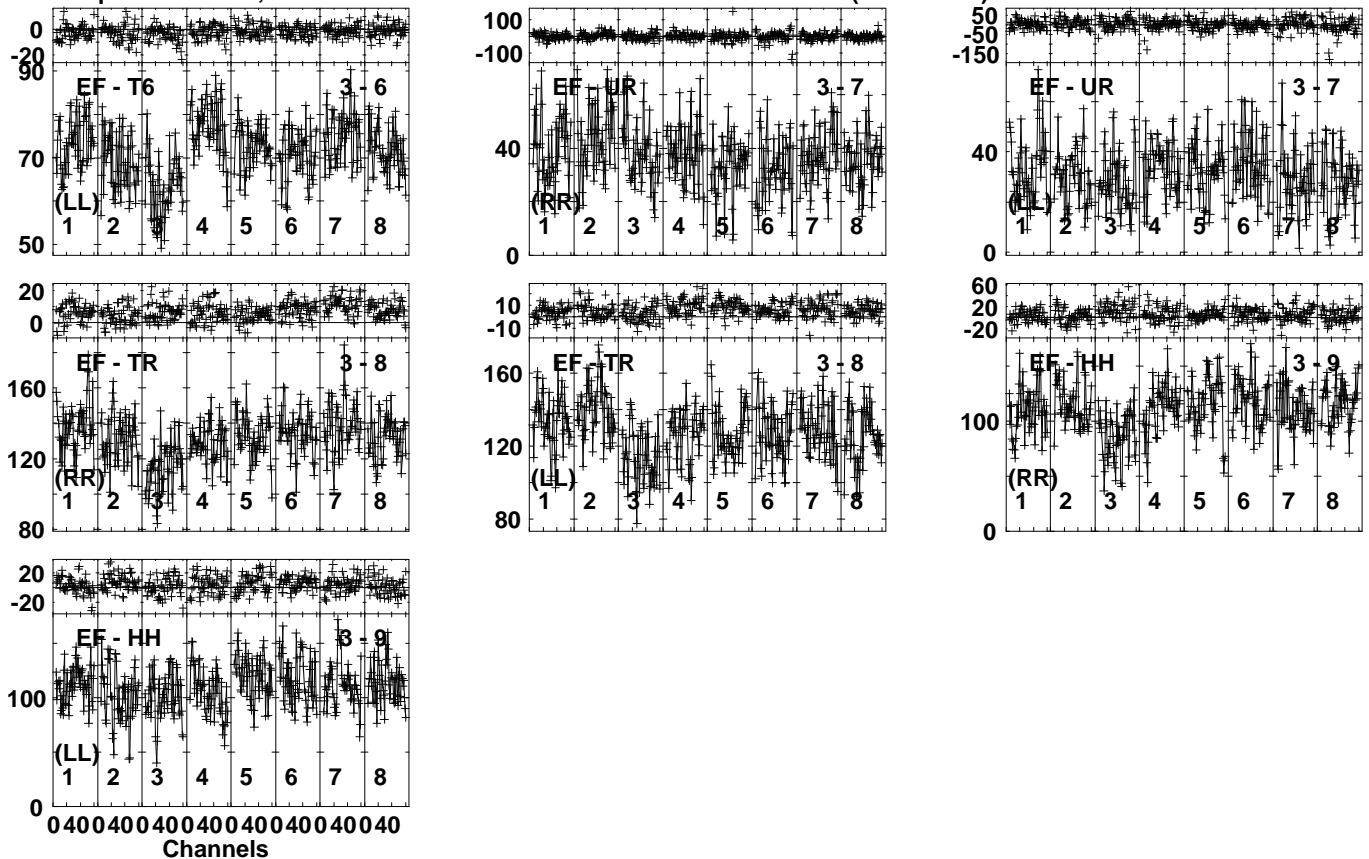 0
-20
90
EF - T6 3 - 6
70
(LL)
1 2 3 4 5 6 7 8
50
100
-100
EF - UR 3 - 7
40
(RR)
1 2 3 4 5 6 7 8
0
50
-50
-150
EF - UR 3 - 7
40
(LL)
1 2 3 4 5 6 7 8
0
20
0
EF - TR 3 - 8
160
120
(RR)
1 2 3 4 5 6 7 8
80
10
-10
EF - TR 3 - 8
160
120
(LL)
1 2 3 4 5 6 7 8
80
60
20
-20
EF - HH 3 - 9
100
(RR)
1 2 3 4 5 6 7 8
0
20
-20
EF - HH 3 - 9
100
(LL)
1 2 3 4 5 6 7 8
0
0 40 0 40 0 40 0 40 0 40 0 40 0 40 0 40
Channels